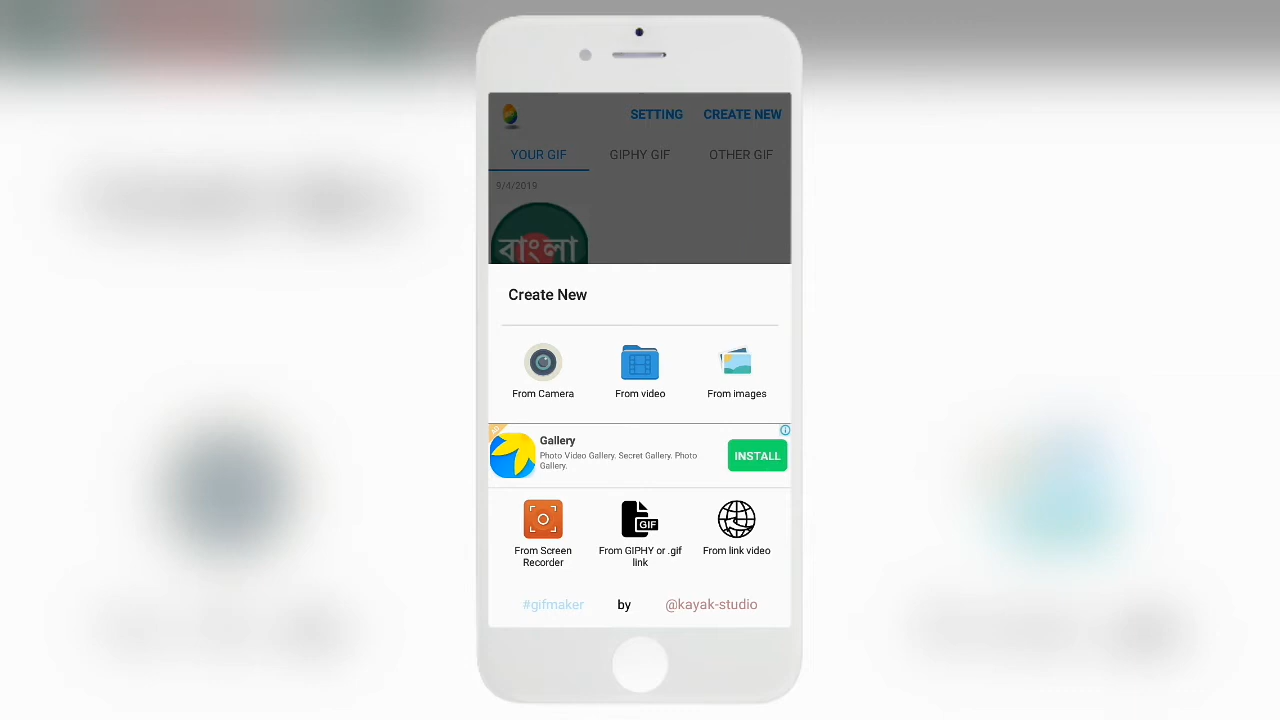 SETTING CREATE NEW
YOUR GIF GIPHY GIF OTHER GIF
9/4/2019
বাংলা
Create New
From Camera From video From images
AD
Gallery
Photo Video Gallery. Secret Gallery. Photo
Gallery.
INSTALL
From Screen
Recorder
GIF
From GIPHY or .gif
link
From link video
#gifmaker by @kayak-studio